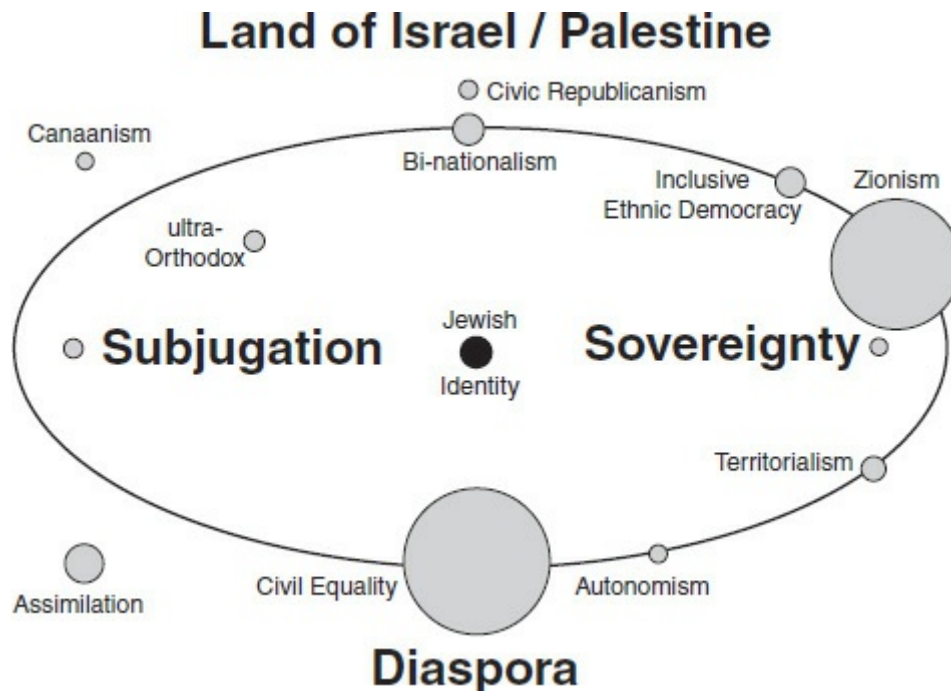 Land of Israel / Palestine
Civic Republicanism
Canaanism
Bi-nationalism
Inclusive
Ethnic Democracy
Zionism
ultra-
Orthodox
Subjugation
Jewish
Identity
Sovereignty
Territorialism
Assimilation
Civil Equality
Autonomism
Diaspora